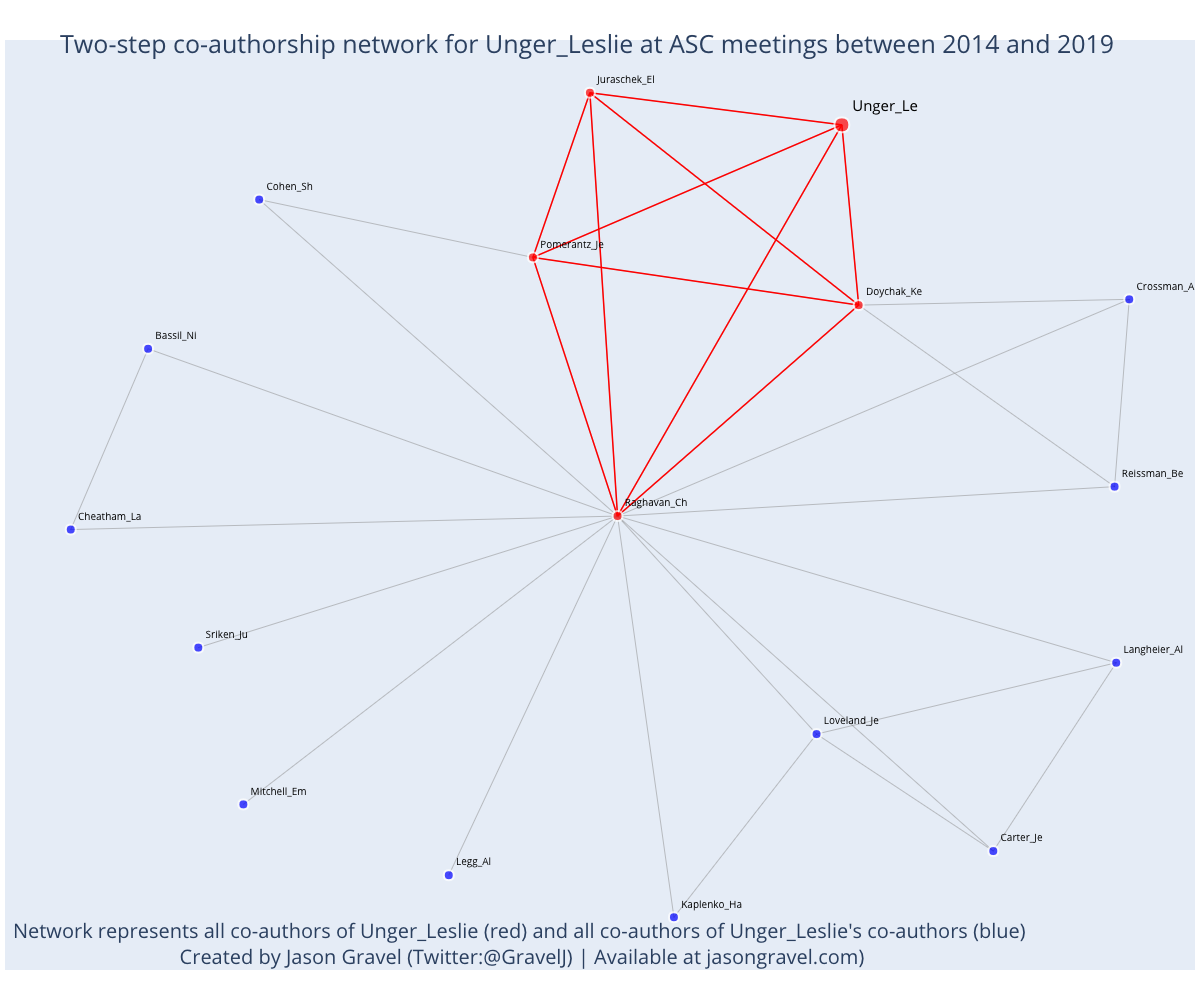 Two-step co-authorship network for Unger_Leslie at ASC meetings between 2014 and 2019
Juraschek_El
Unger_Le
Cohen_Sh
Pomerantz_Je
Doychak_Ke
Crossman_A
Bassil_Ni
Reissman_Be
Raghavan_Ch
Cheatham_La
Sriken_Ju
Langheier_Al
Loveland_Je
Mitchell_Em
Carter_Je
Legg_Al
Kaplenko_Ha
Network represents all co-authors of Unger_Leslie (red) and all co-authors of Unger_Leslie's co-authors (blue)
Created by Jason Gravel (Twitter:@GravelJ) | Available at jasongravel.com)